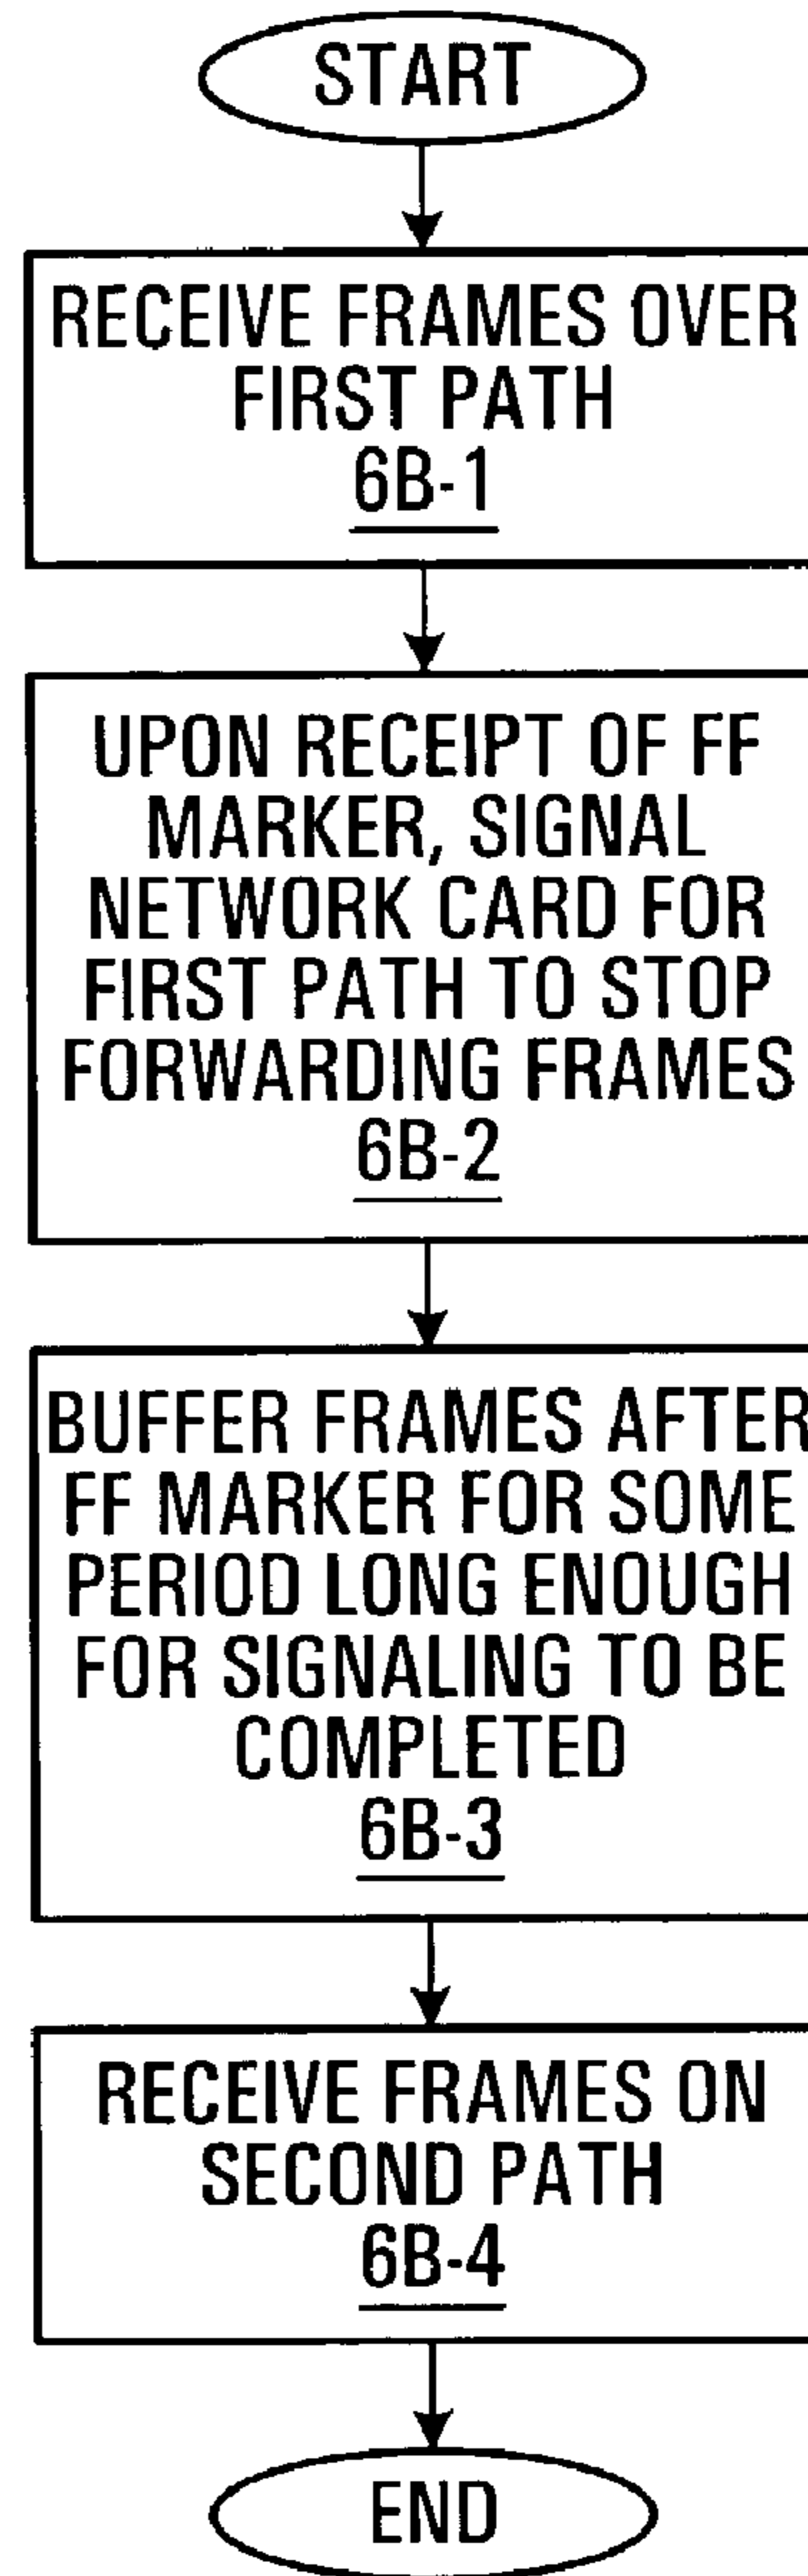 START
RECEIVE FRAMES OVER
FIRST PATH
6B-1
UPON RECEIPT OF FF
MARKER, SIGNAL
NETWORK CARD FOR
FIRST PATH TO STOP
FORWARDING FRAMES
6B-2
BUFFER FRAMES AFTER
FF MARKER FOR SOME
PERIOD LONG ENOUGH
FOR SIGNALING TO BE
COMPLETED
6B-3
RECEIVE FRAMES ON
SECOND PATH
6B-4
END